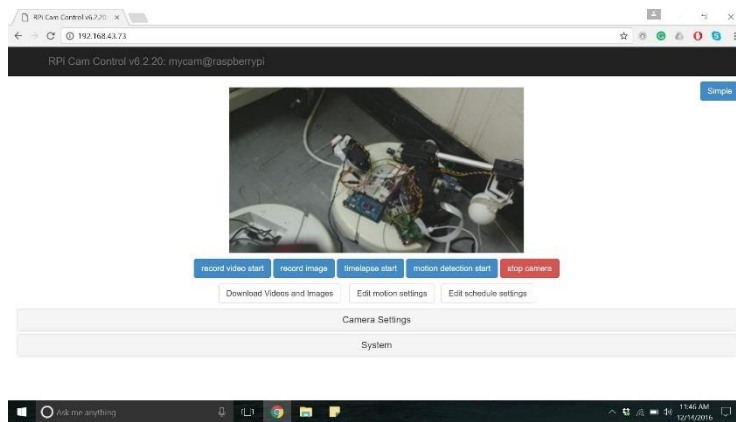 RPi Cam Control v6.2.20:
192.168.43.73
RPI Cam Control v6.2.20: mycam@raspberrypi
Simple
record video start record image timelapse start motion detection start stop camera
Download Videos and Images Edit motion settings Edit schedule settings
Camera Settings
System
Ask me anything
11:46 AM
12/14/2016